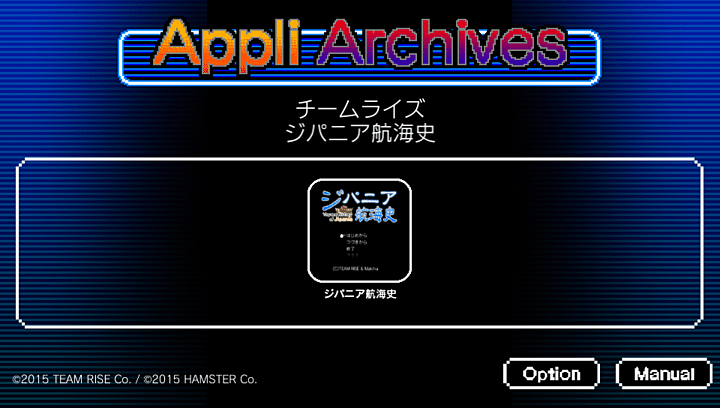 Appli Archives
チームライズ
ジパニア航海史
ジパニア
航海史
はじめから
つづきから
終了
(C)TEAM RISE & Matcha
ジパニア航海史
©2015 TEAM RISE Co. / ©2015 HAMSTER Co.
Option
Manual